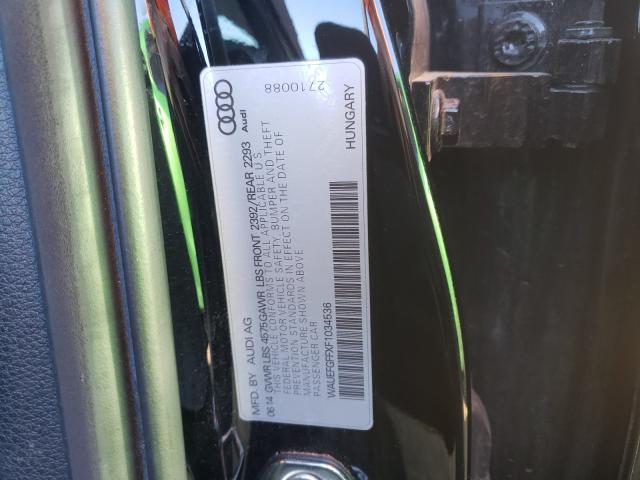 MFD. BY AUDI AG
06 14 GVWR LBS 4575 GAWR LBS FRONT 2392/REAR 2293
THIS VEHICLE CONFORMS TO ALL APPLICABLE U.S.
FEDERAL MOTOR VEHICLE SAFETY, BUMPER AND THEFT
PREVENTION STANDARDS IN EFFECT ON THE DATE OF
MANUFACTURE SHOWN ABOVE
PASSENGER CAR
WAUEFGFFXF1034536
Audi
2710088
HUNGARY